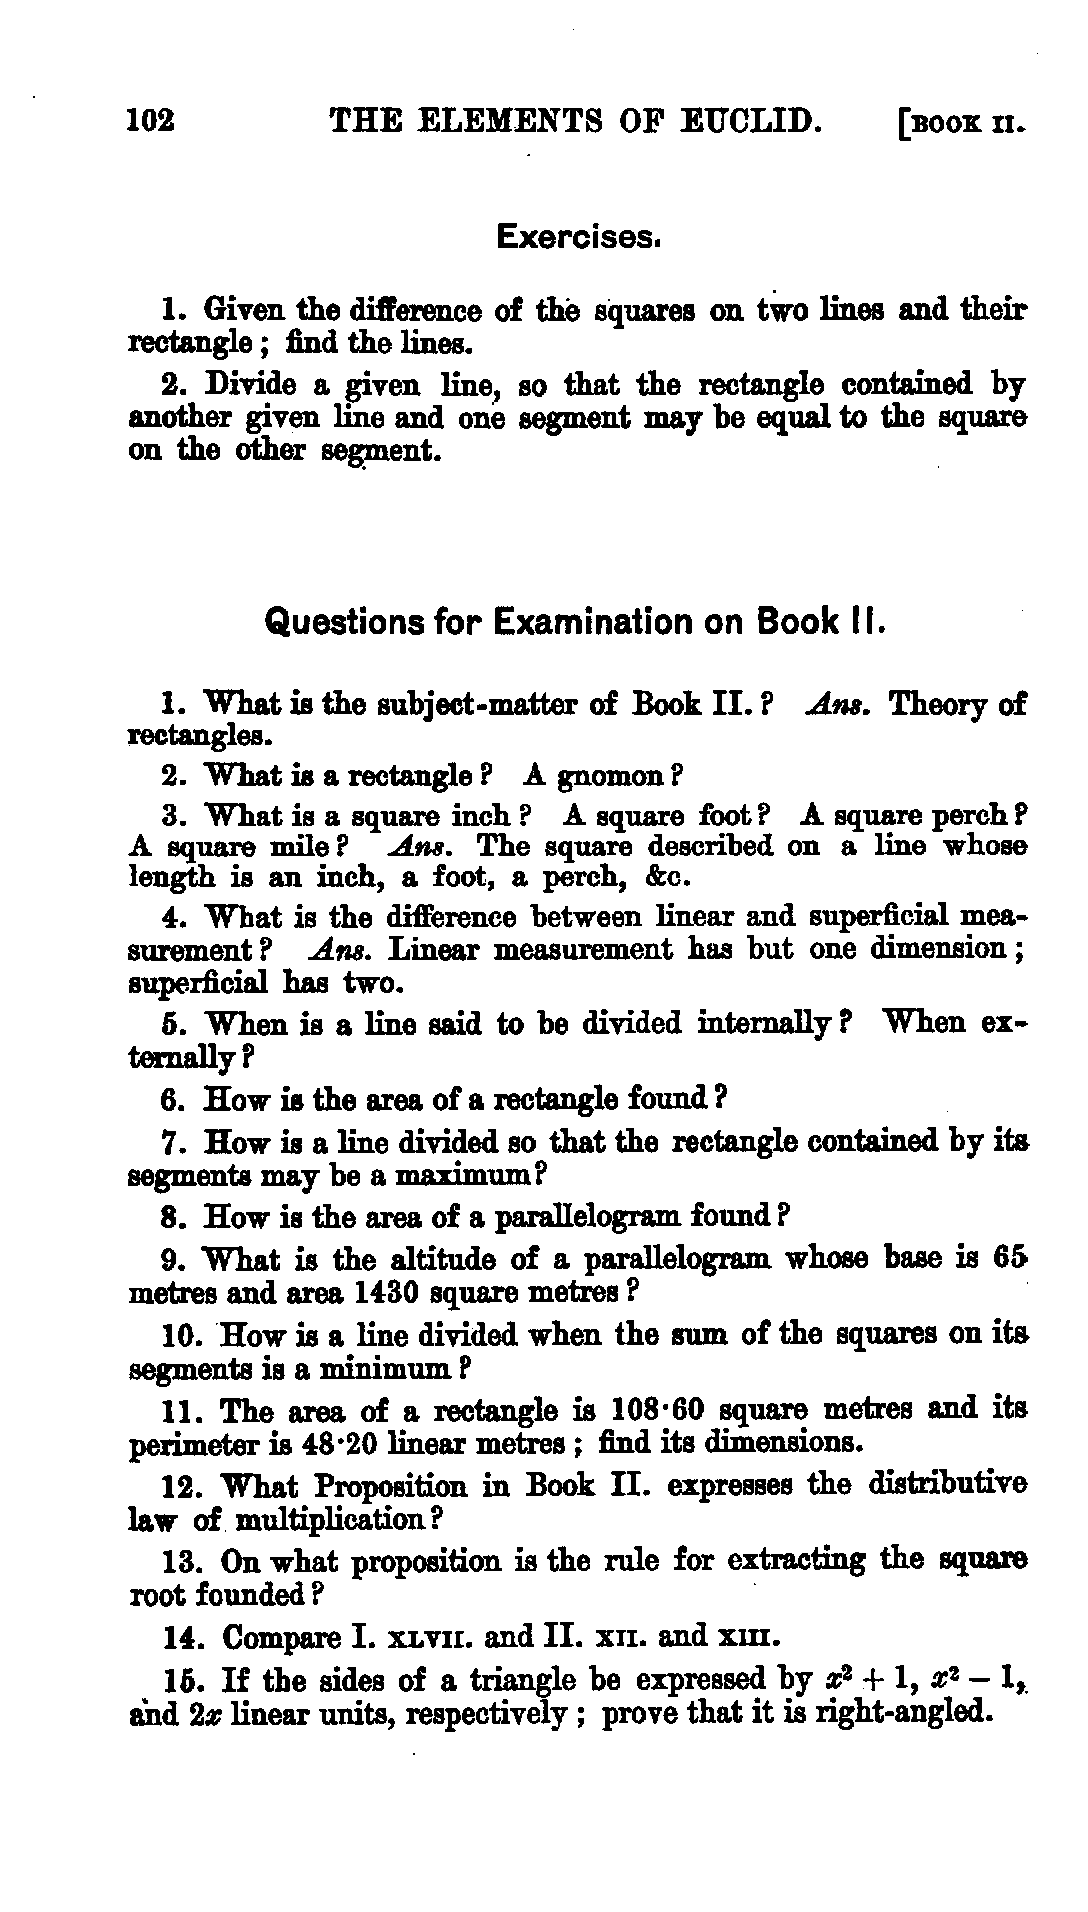 102 THE ELEMENTS OF EUCLID. [BOOK II.
Exercises.
1. Given the difference of the squares on two lines and their
rectangle; find the lines.
2. Divide a given line, so that the rectangle contained by
another given line and one segment may be equal to the square
on the other segment.
Questions for Examination on Book II.
1. What is the subject-matter of Book II.? Ans. Theory of
rectangles.
2. What is a rectangle? A gnomon?
3. What is a square inch? A square foot? A square perch?
A square mile? Ans. The square described on a line whose
length is an inch, a foot, a perch, &c.
4. What is the difference between linear and superficial mea-
surement? Ans. Linear measurement has but one dimension;
superficial has two.
5. When is a line said to be divided internally? When ex-
ternally?
6. How is the area of a rectangle found?
7. How is a line divided so that the rectangle contained by its
segments may be a maximum?
8. How is the area of a parallelogram found?
9. What is the altitude of a parallelogram whose base is 65
metres and area 1430 square metres?
10. How is a line divided when the sum of the squares on its
segments is a minimum?
11. The area of a rectangle is 108·60 square metres and its
perimeter is 48·20 linear metres; find its dimensions.
12. What Proposition in Book II. expresses the distributive
law of multiplication?
13. On what proposition is the rule for extracting the square
root founded?
14. Compare I. XLVII. and II. XII. and XIII.
15. If the sides of a triangle be expressed by x² + 1, x² − 1,
and 2x linear units, respectively; prove that it is right-angled.